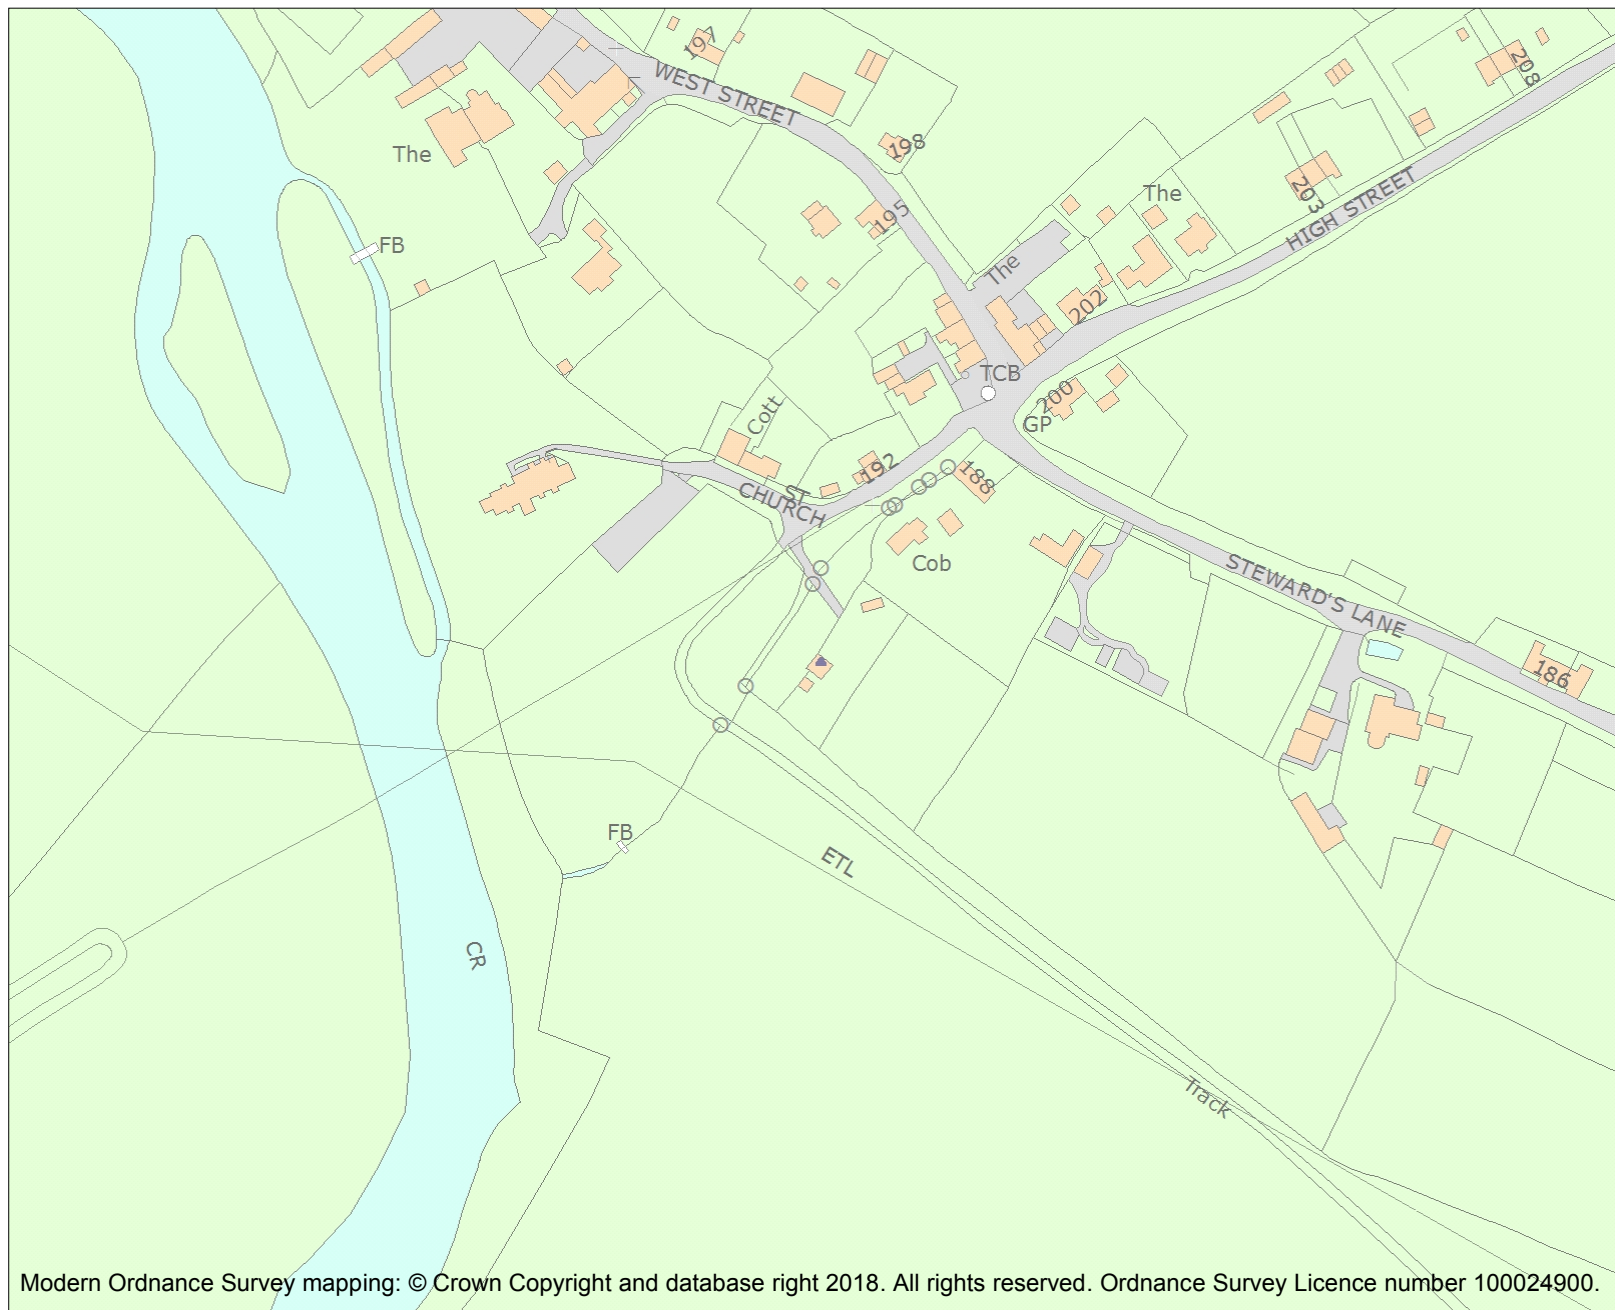 197
WEST STREET
208
The
198
The
203
HIGH STREET
195
FB
The
202
TCB
200
GP
Cott
192
188
CHURCH
ST
Cob
STEWARD'S LANE
186
FB
ETL
CR
Track
Modern Ordnance Survey mapping: © Crown Copyright and database right 2018. All rights reserved. Ordnance Survey Licence number 100024900.